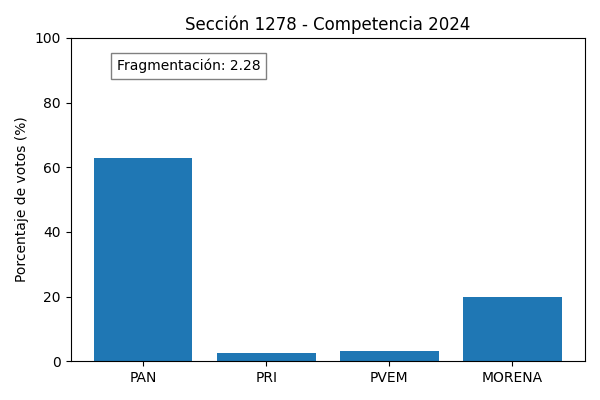 Sección 1278 - Competencia 2024
Fragmentación: 2.28
Porcentaje de votos (%)
100
80
60
40
20
0
PAN PRI PVEM MORENA